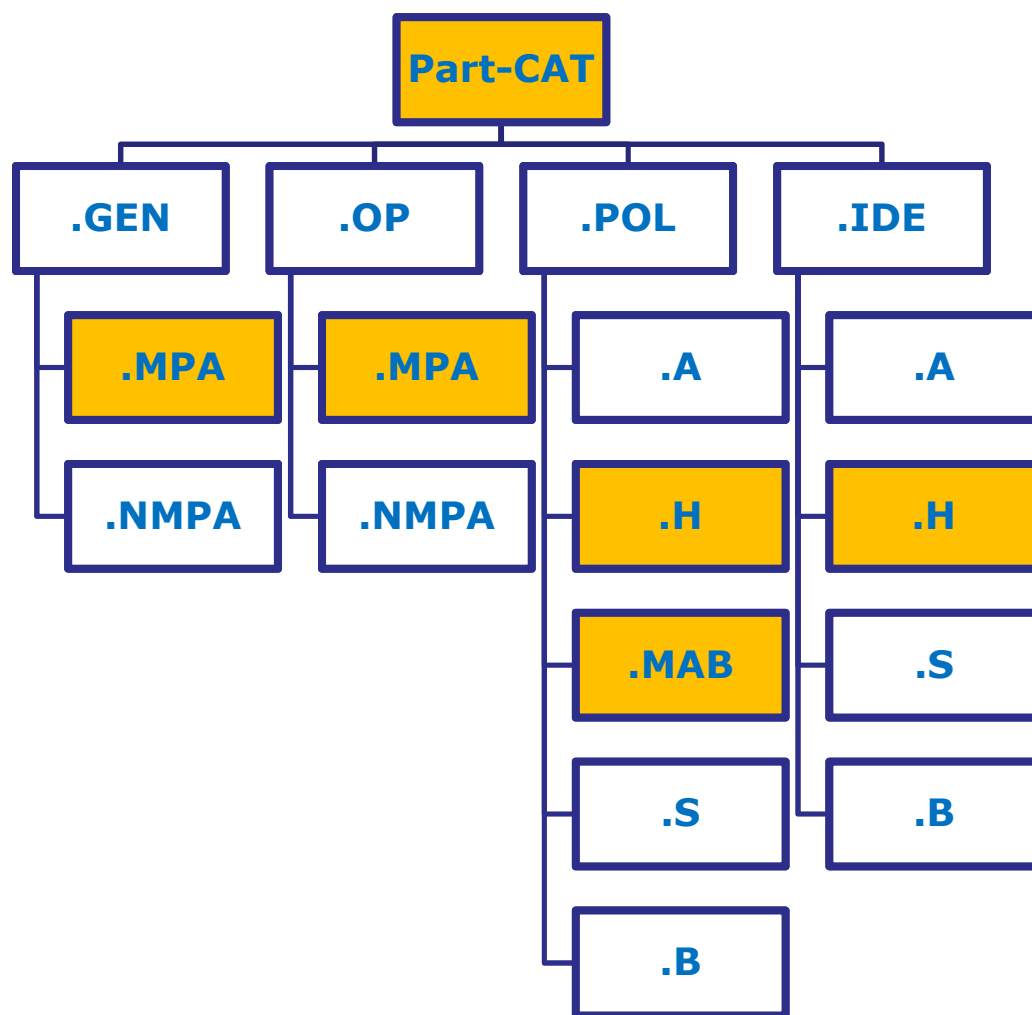 Part-CAT
.GEN
.OP
.POL
.IDE
.MPA
.MPA
.A
.A
.NMPA
.NMPA
.H
.H
.MAB
.S
.S
.B
.B